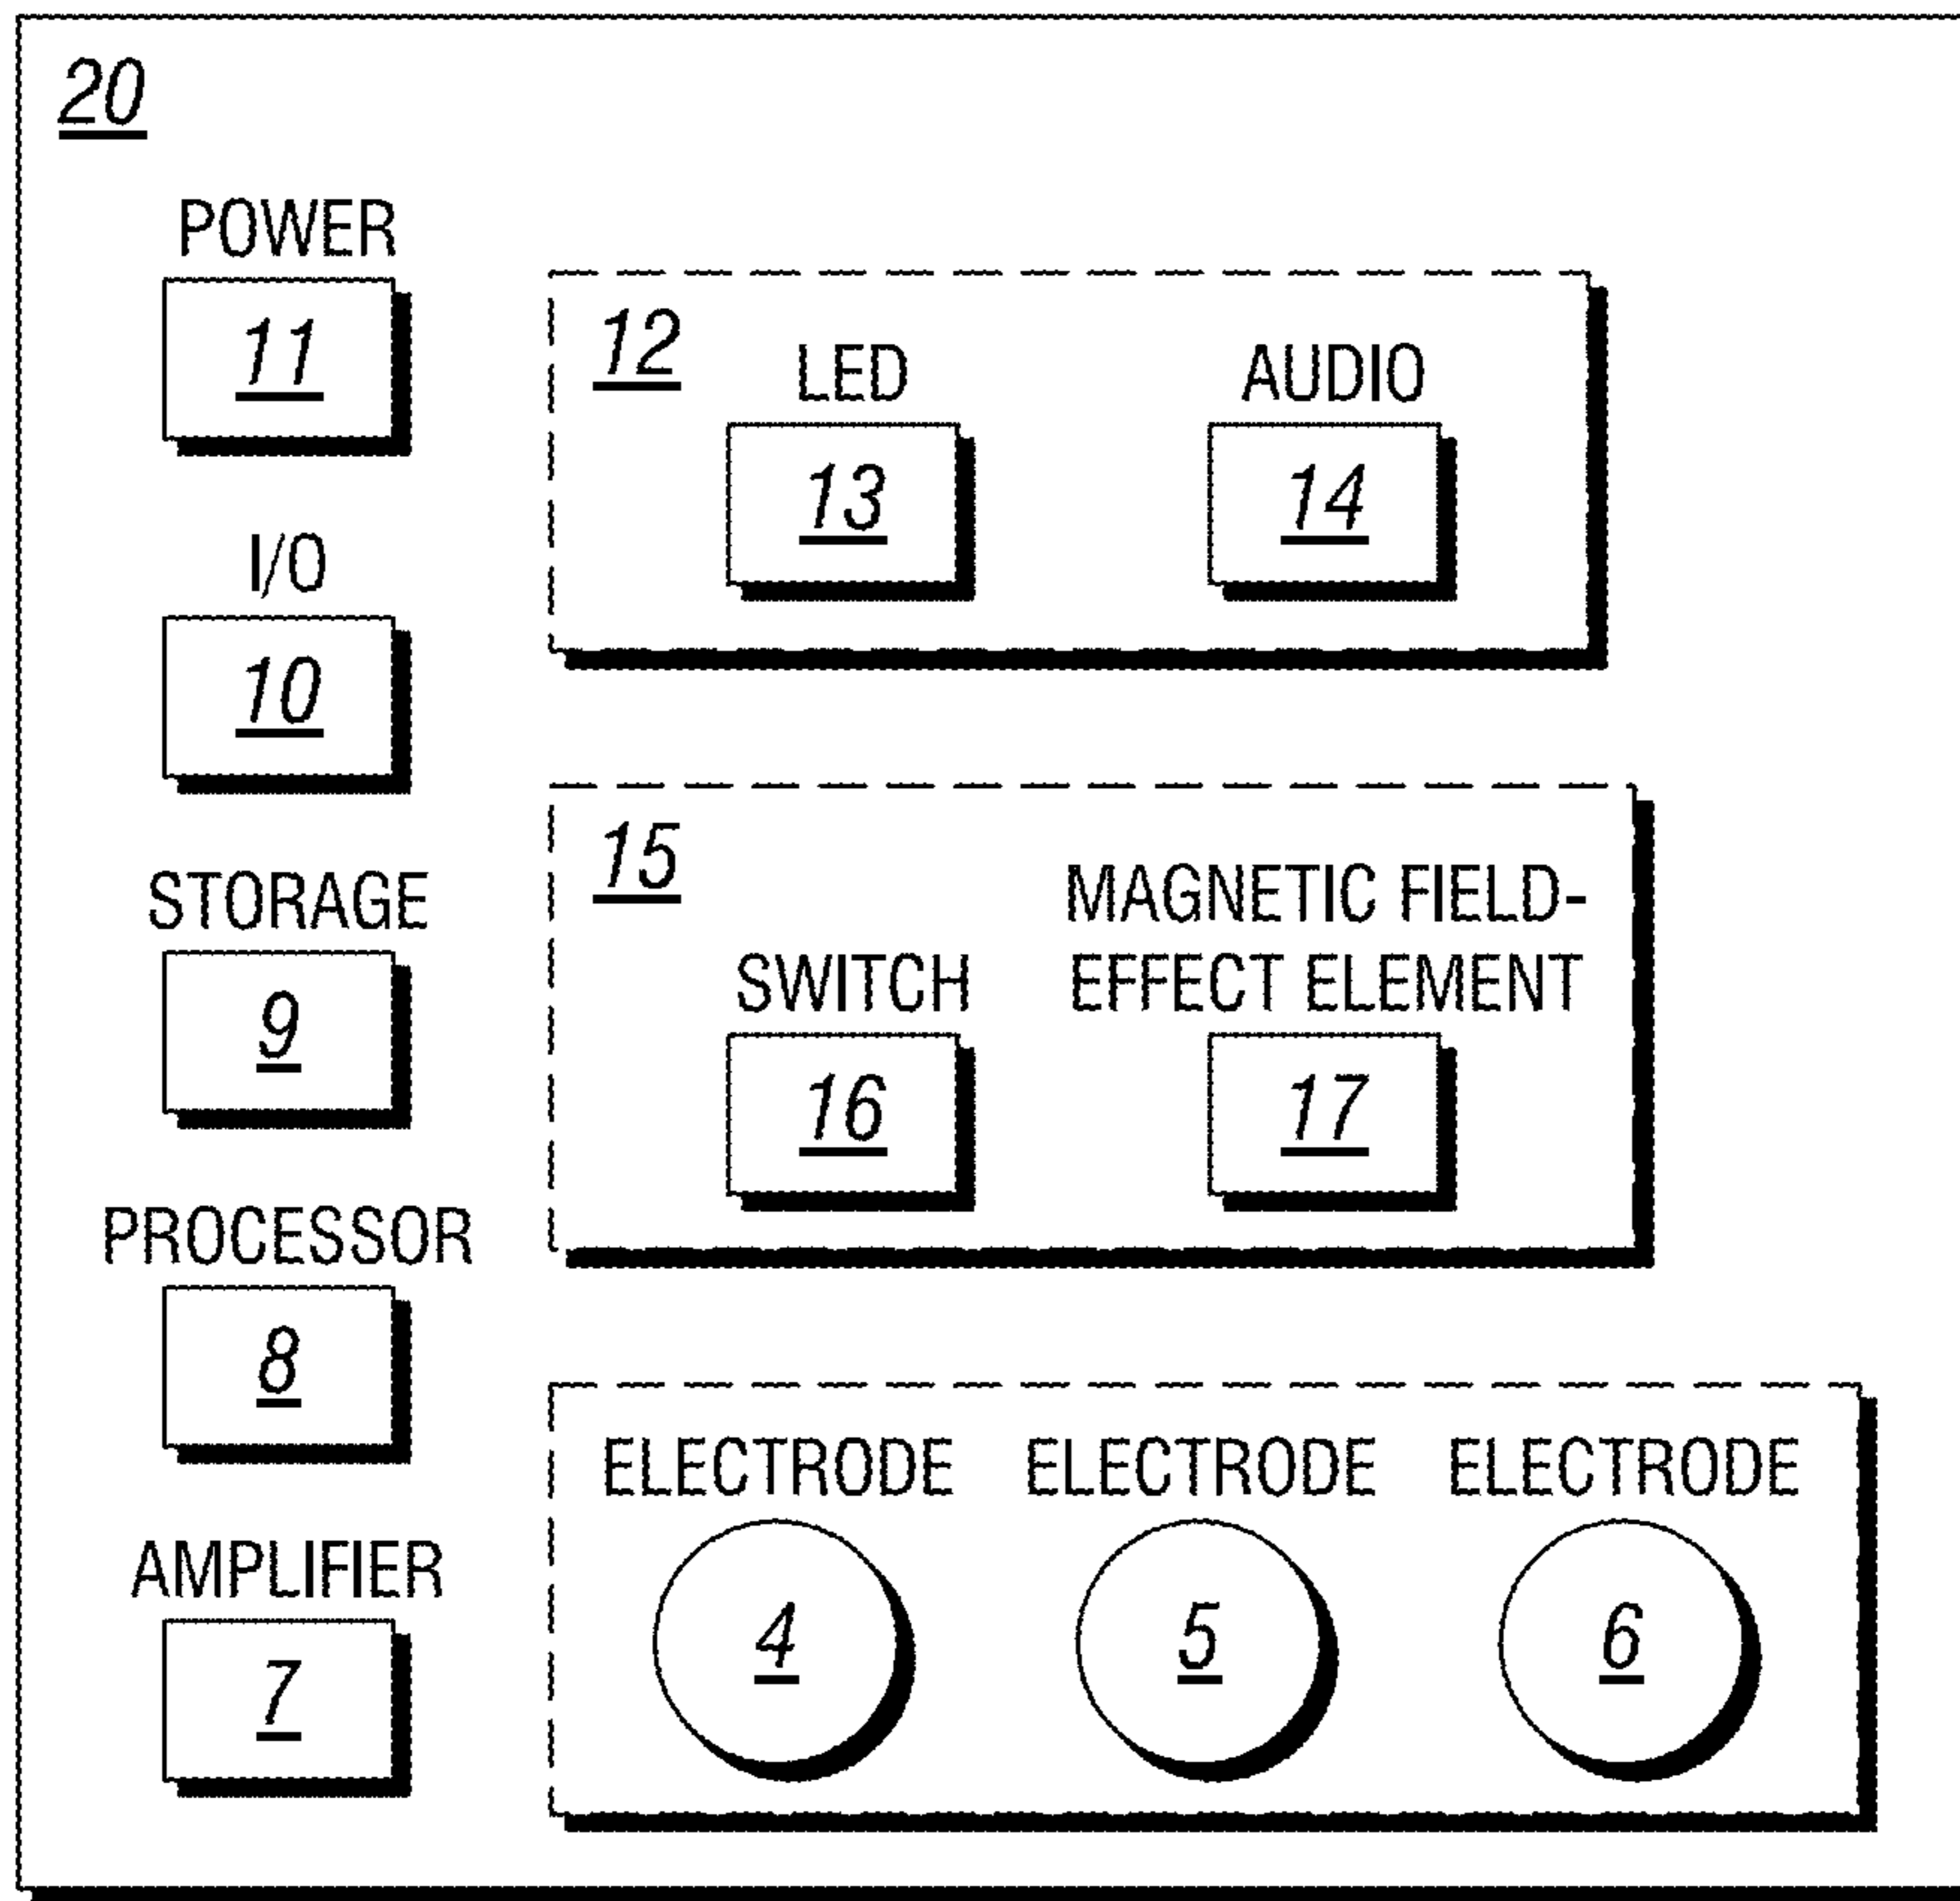 20
POWER
11
I/O
10
STORAGE
9
PROCESSOR
8
AMPLIFIER
7
12
LED
13
AUDIO
14
15
SWITCH
16
MAGNETIC FIELD-
EFFECT ELEMENT
17
ELECTRODE ELECTRODE ELECTRODE
4 5 6